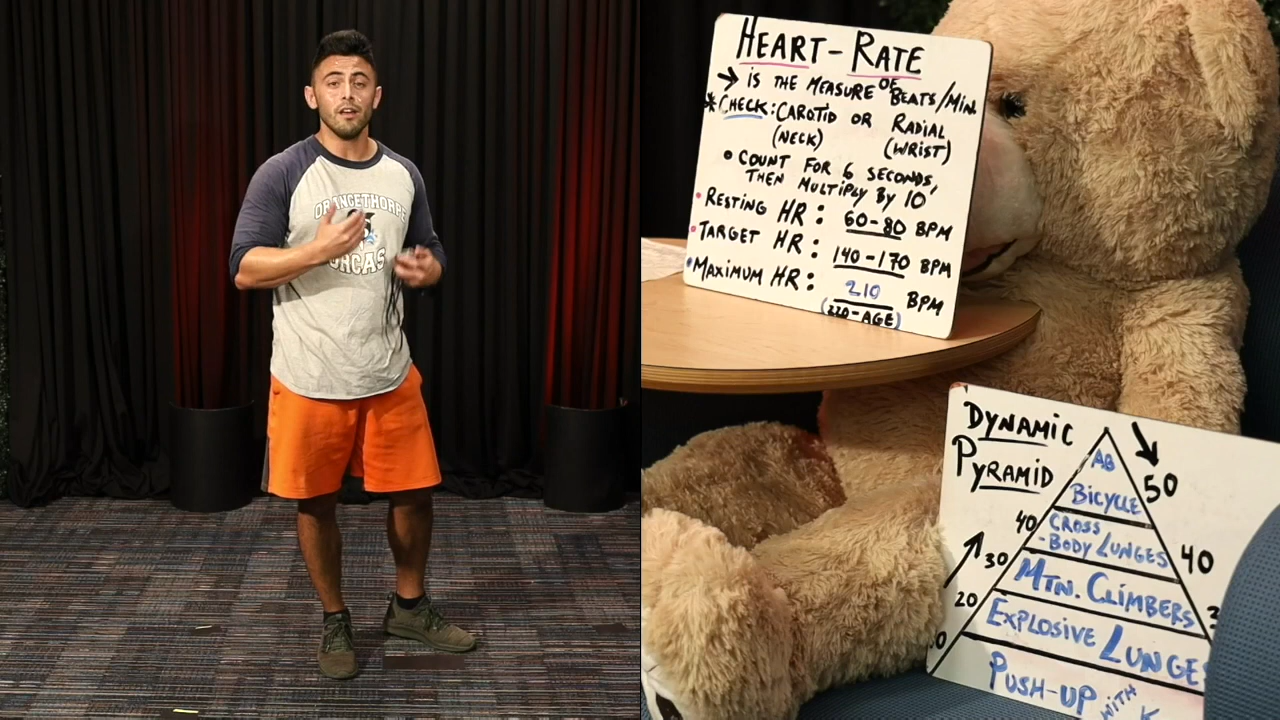 ORANGETHORPE
ORCAS
HEART-RATE
→ IS THE MEASURE OF BEATS/MIN.
*CHECK: CAROTID OR RADIAL
(NECK) (WRIST)
• COUNT FOR 6 SECONDS,
THEN MULTIPLY BY 10
• RESTING HR: 60-80 BPM
• TARGET HR: 140-170 BPM
• MAXIMUM HR: 210 BPM
(220-AGE)
DYNAMIC
PYRAMID
AB
BICYCLE 50
40 CROSS
-BODY LUNGES 40
30 MTN. CLIMBERS
20 EXPLOSIVE LUNGES
PUSH-UP WITH